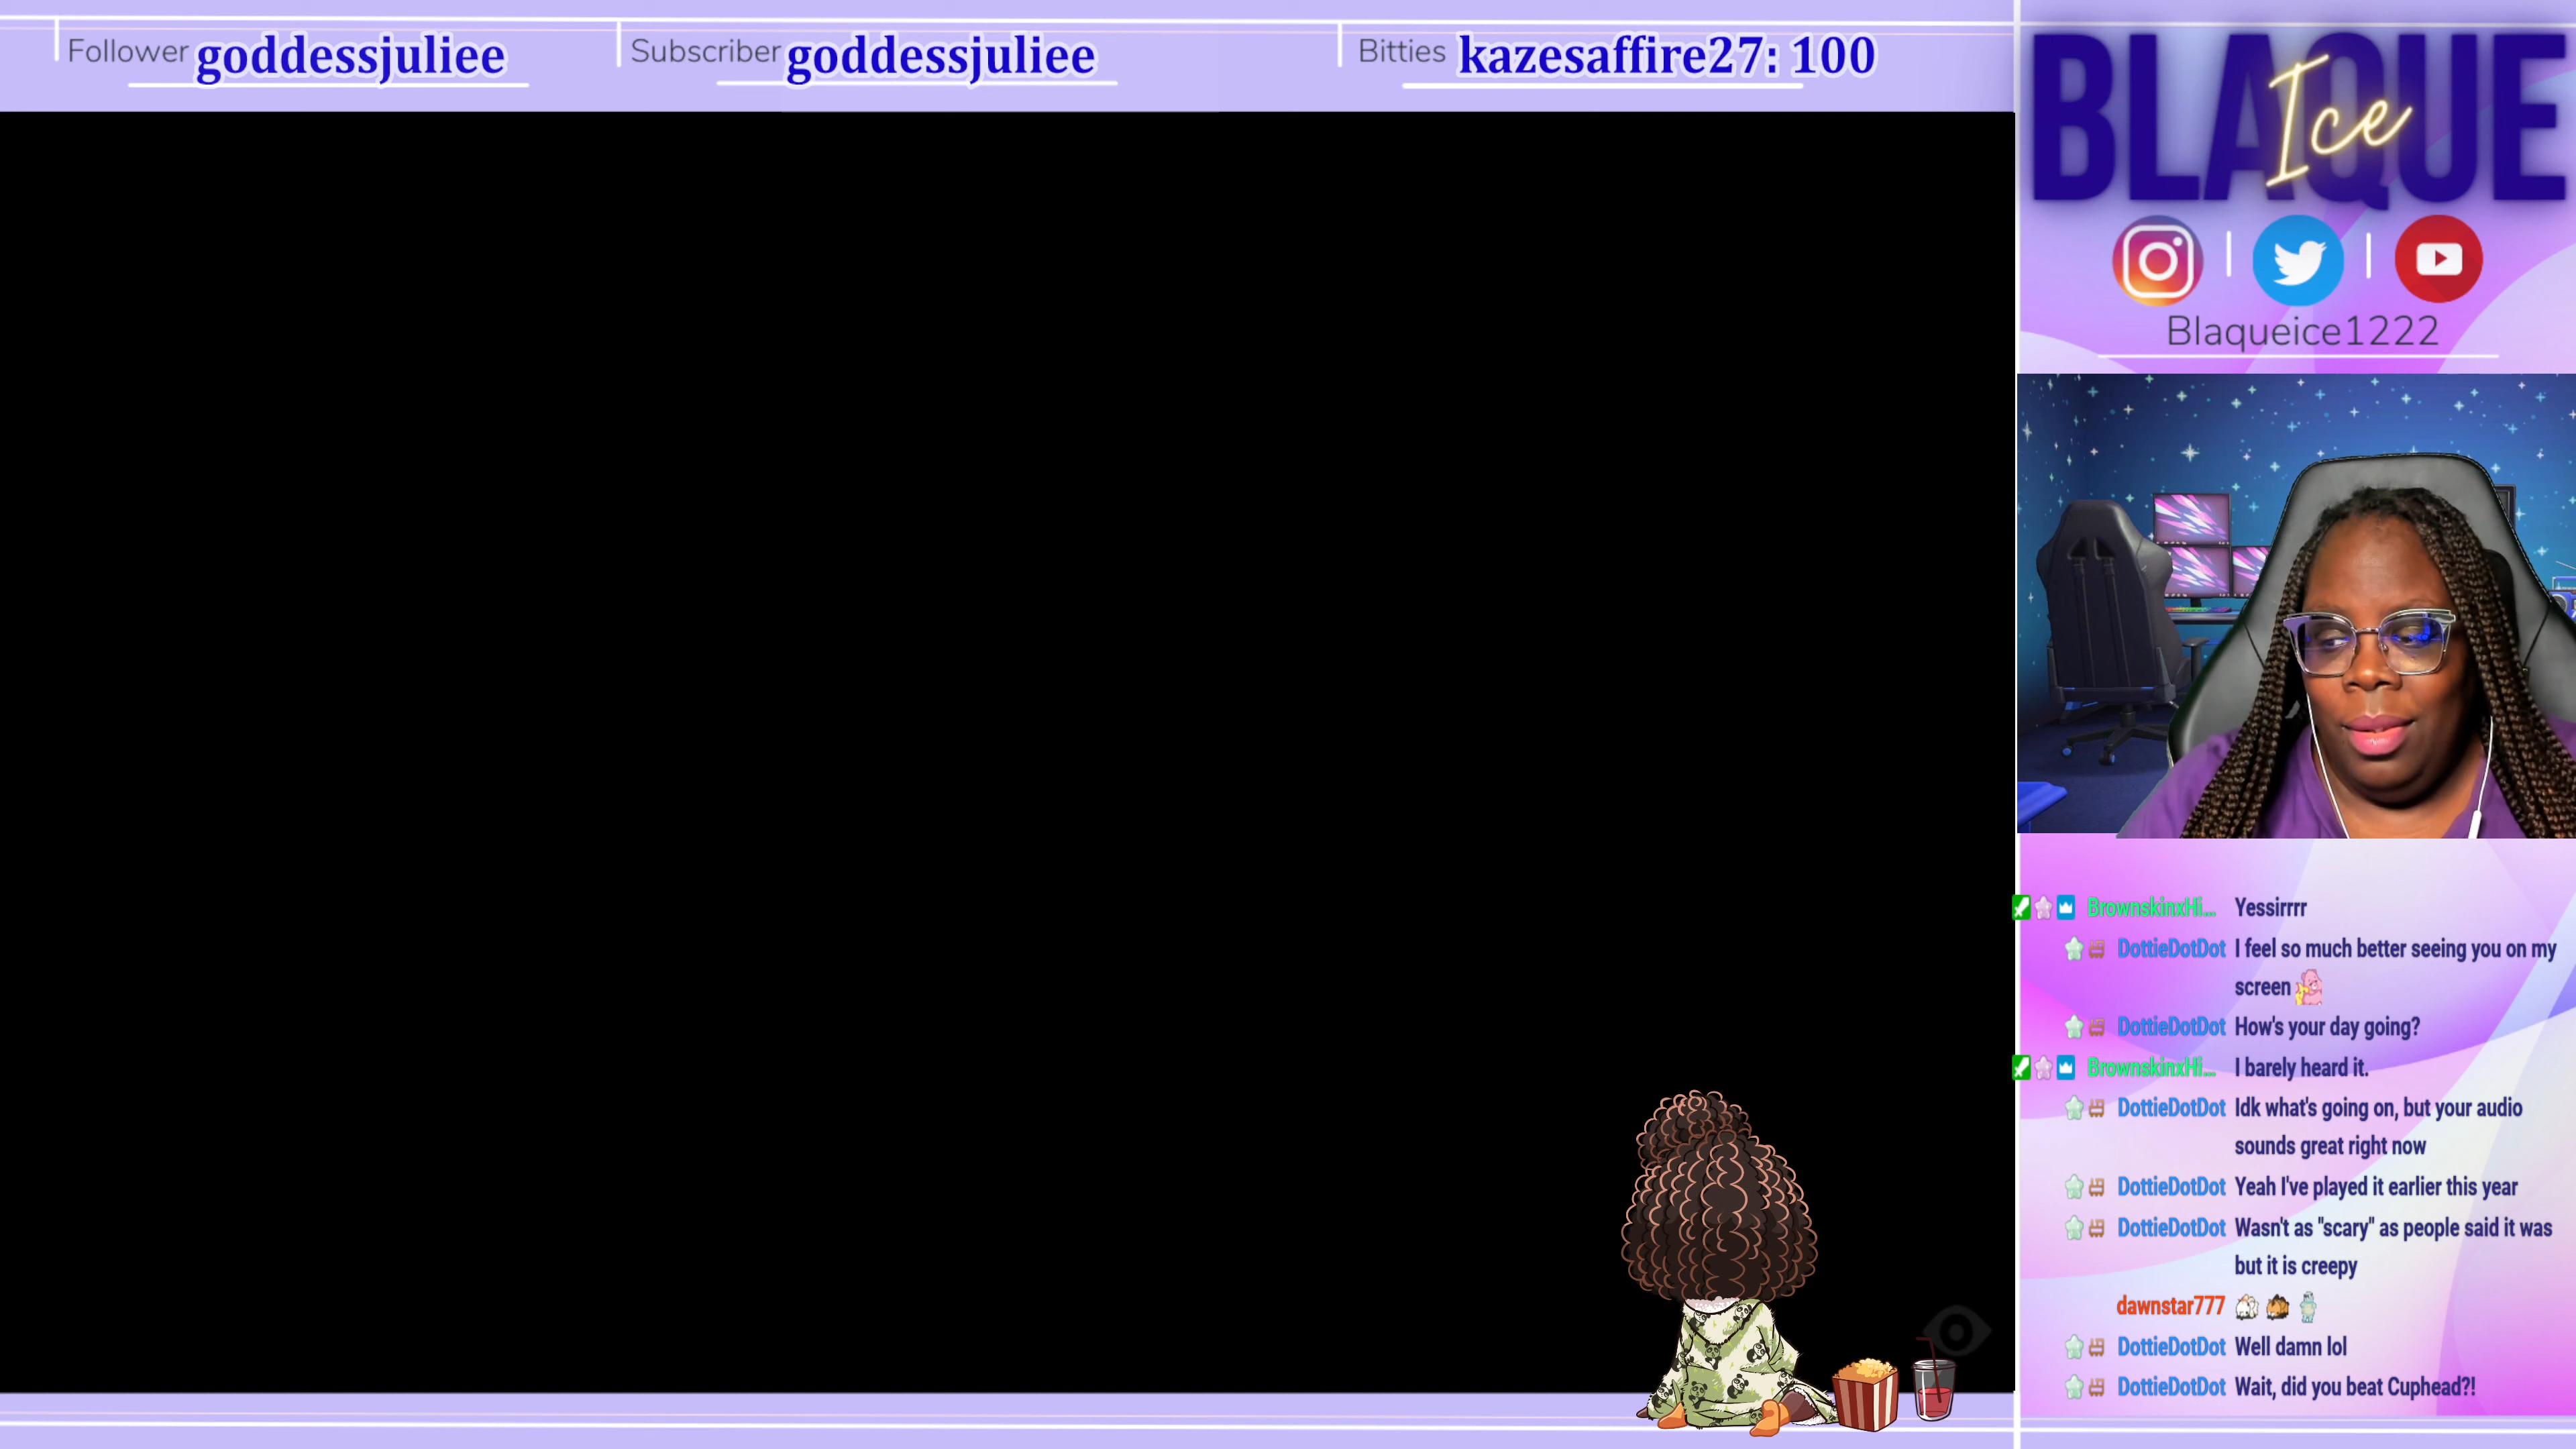 Follower goddessjuliee
Subscriber goddessjuliee
Bitties kazesaffire27: 100
BLAQUE
Ice
Blaqueice1222
BrownskinxHi... Yessirrrr
DottieDotDot I feel so much better seeing you on my
screen
DottieDotDot How's your day going?
BrownskinxHi... I barely heard it.
DottieDotDot Idk what's going on, but your audio
sounds great right now
DottieDotDot Yeah I've played it earlier this year
DottieDotDot Wasn't as "scary" as people said it was
but it is creepy
dawnstar777
DottieDotDot Well damn lol
DottieDotDot Wait, did you beat Cuphead?!